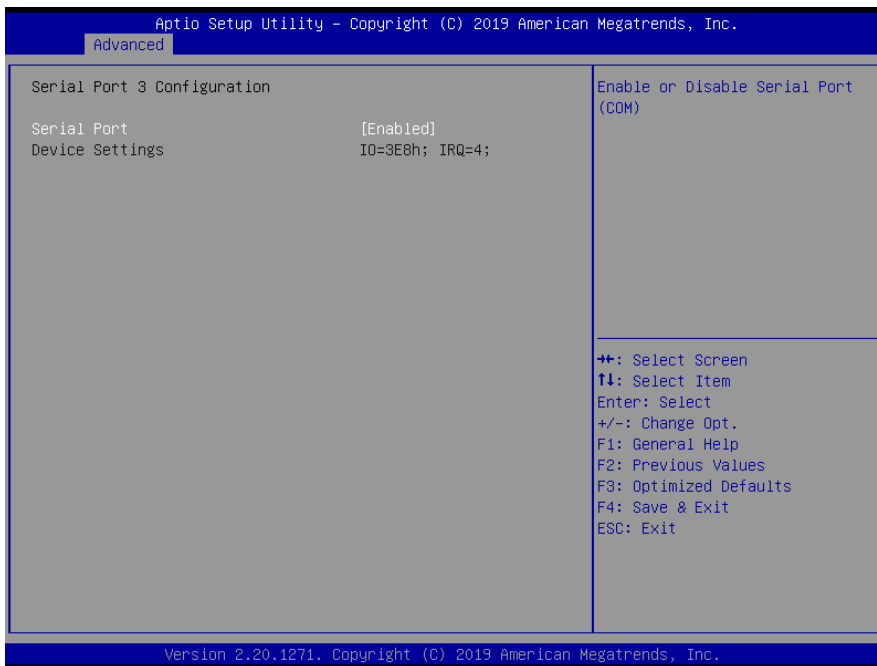 Aptio Setup Utility – Copyright (C) 2019 American Megatrends, Inc.
Advanced
Serial Port 3 Configuration
Serial Port [Enabled]
Device Settings IO=3E8h; IRQ=4;
Enable or Disable Serial Port
(COM)
→←: Select Screen
↑↓: Select Item
Enter: Select
+/-: Change Opt.
F1: General Help
F2: Previous Values
F3: Optimized Defaults
F4: Save & Exit
ESC: Exit
Version 2.20.1271. Copyright (C) 2019 American Megatrends, Inc.